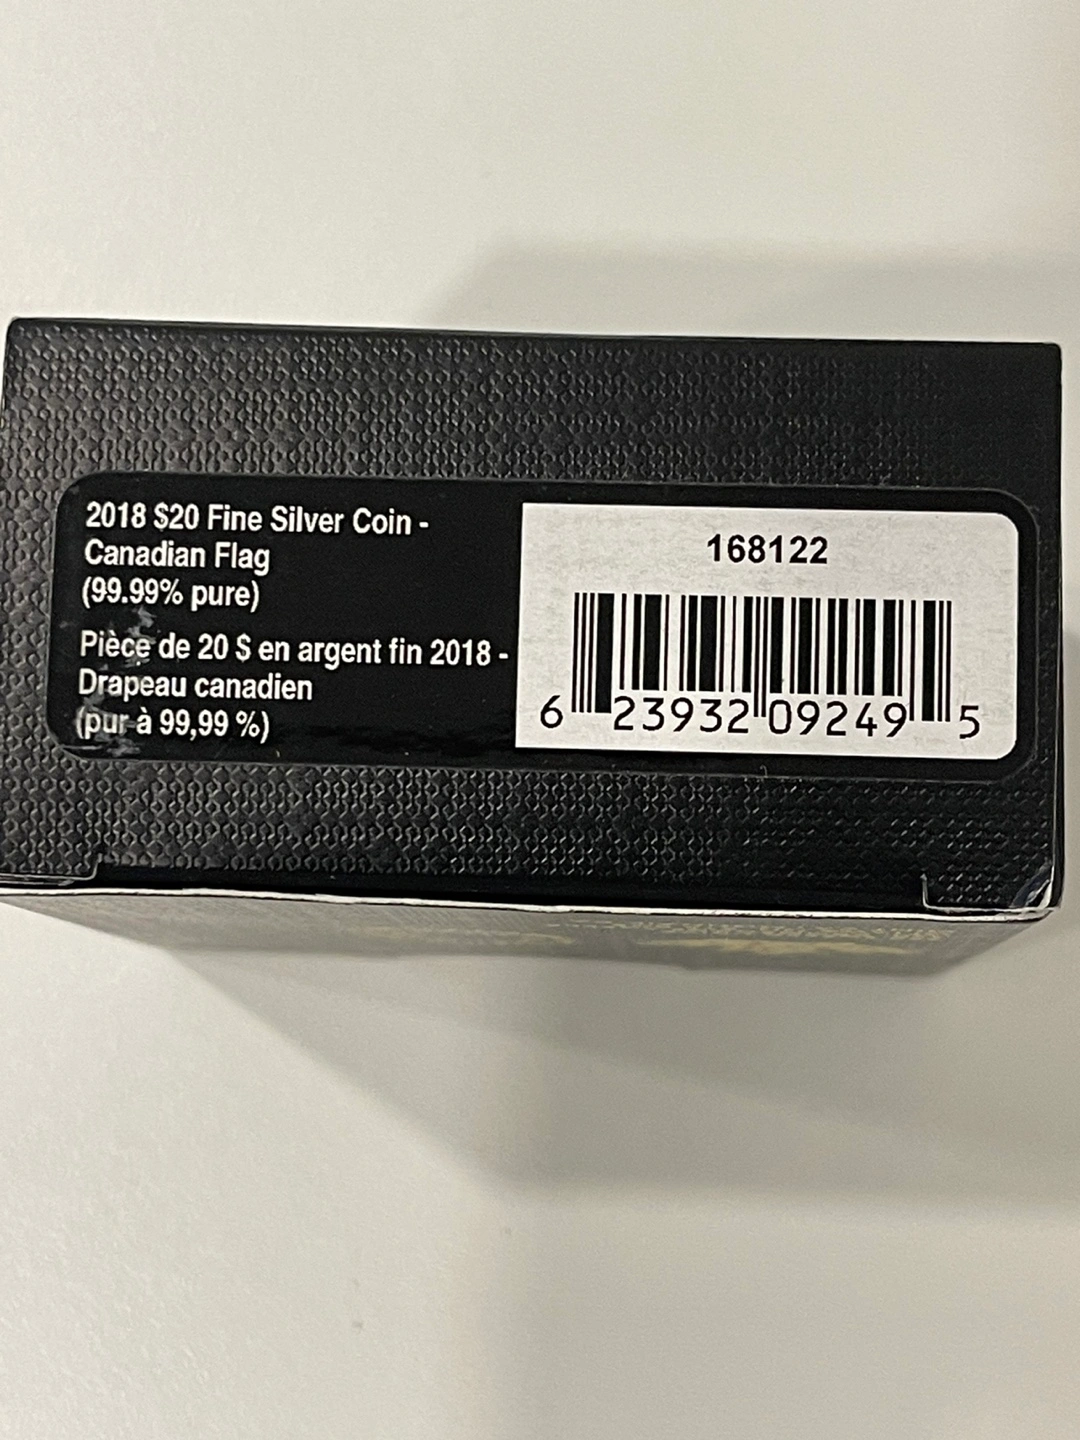 2018 $20 Fine Silver Coin -
Canadian Flag
(99.99% pure)
Pièce de 20 $ en argent fin 2018 -
Drapeau canadien
(pur à 99,99 %)
168122
6 23932 09249 5